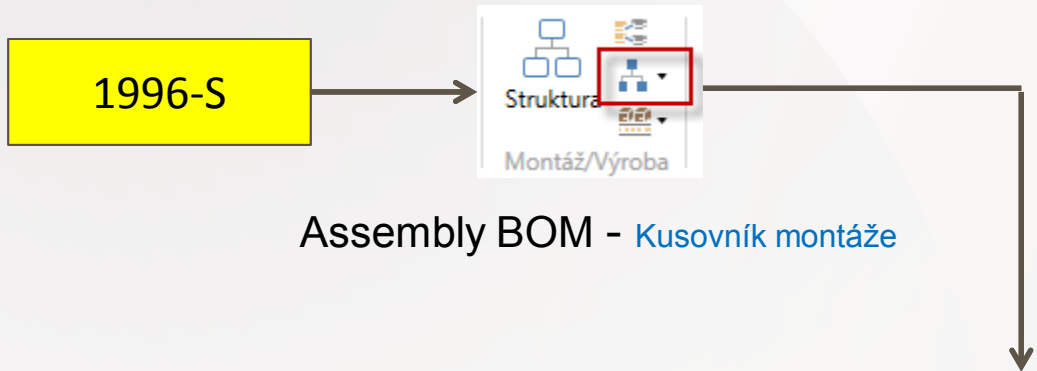 1996-S
Struktura
Montáž/Výroba
Assembly BOM - Kusovník montáže